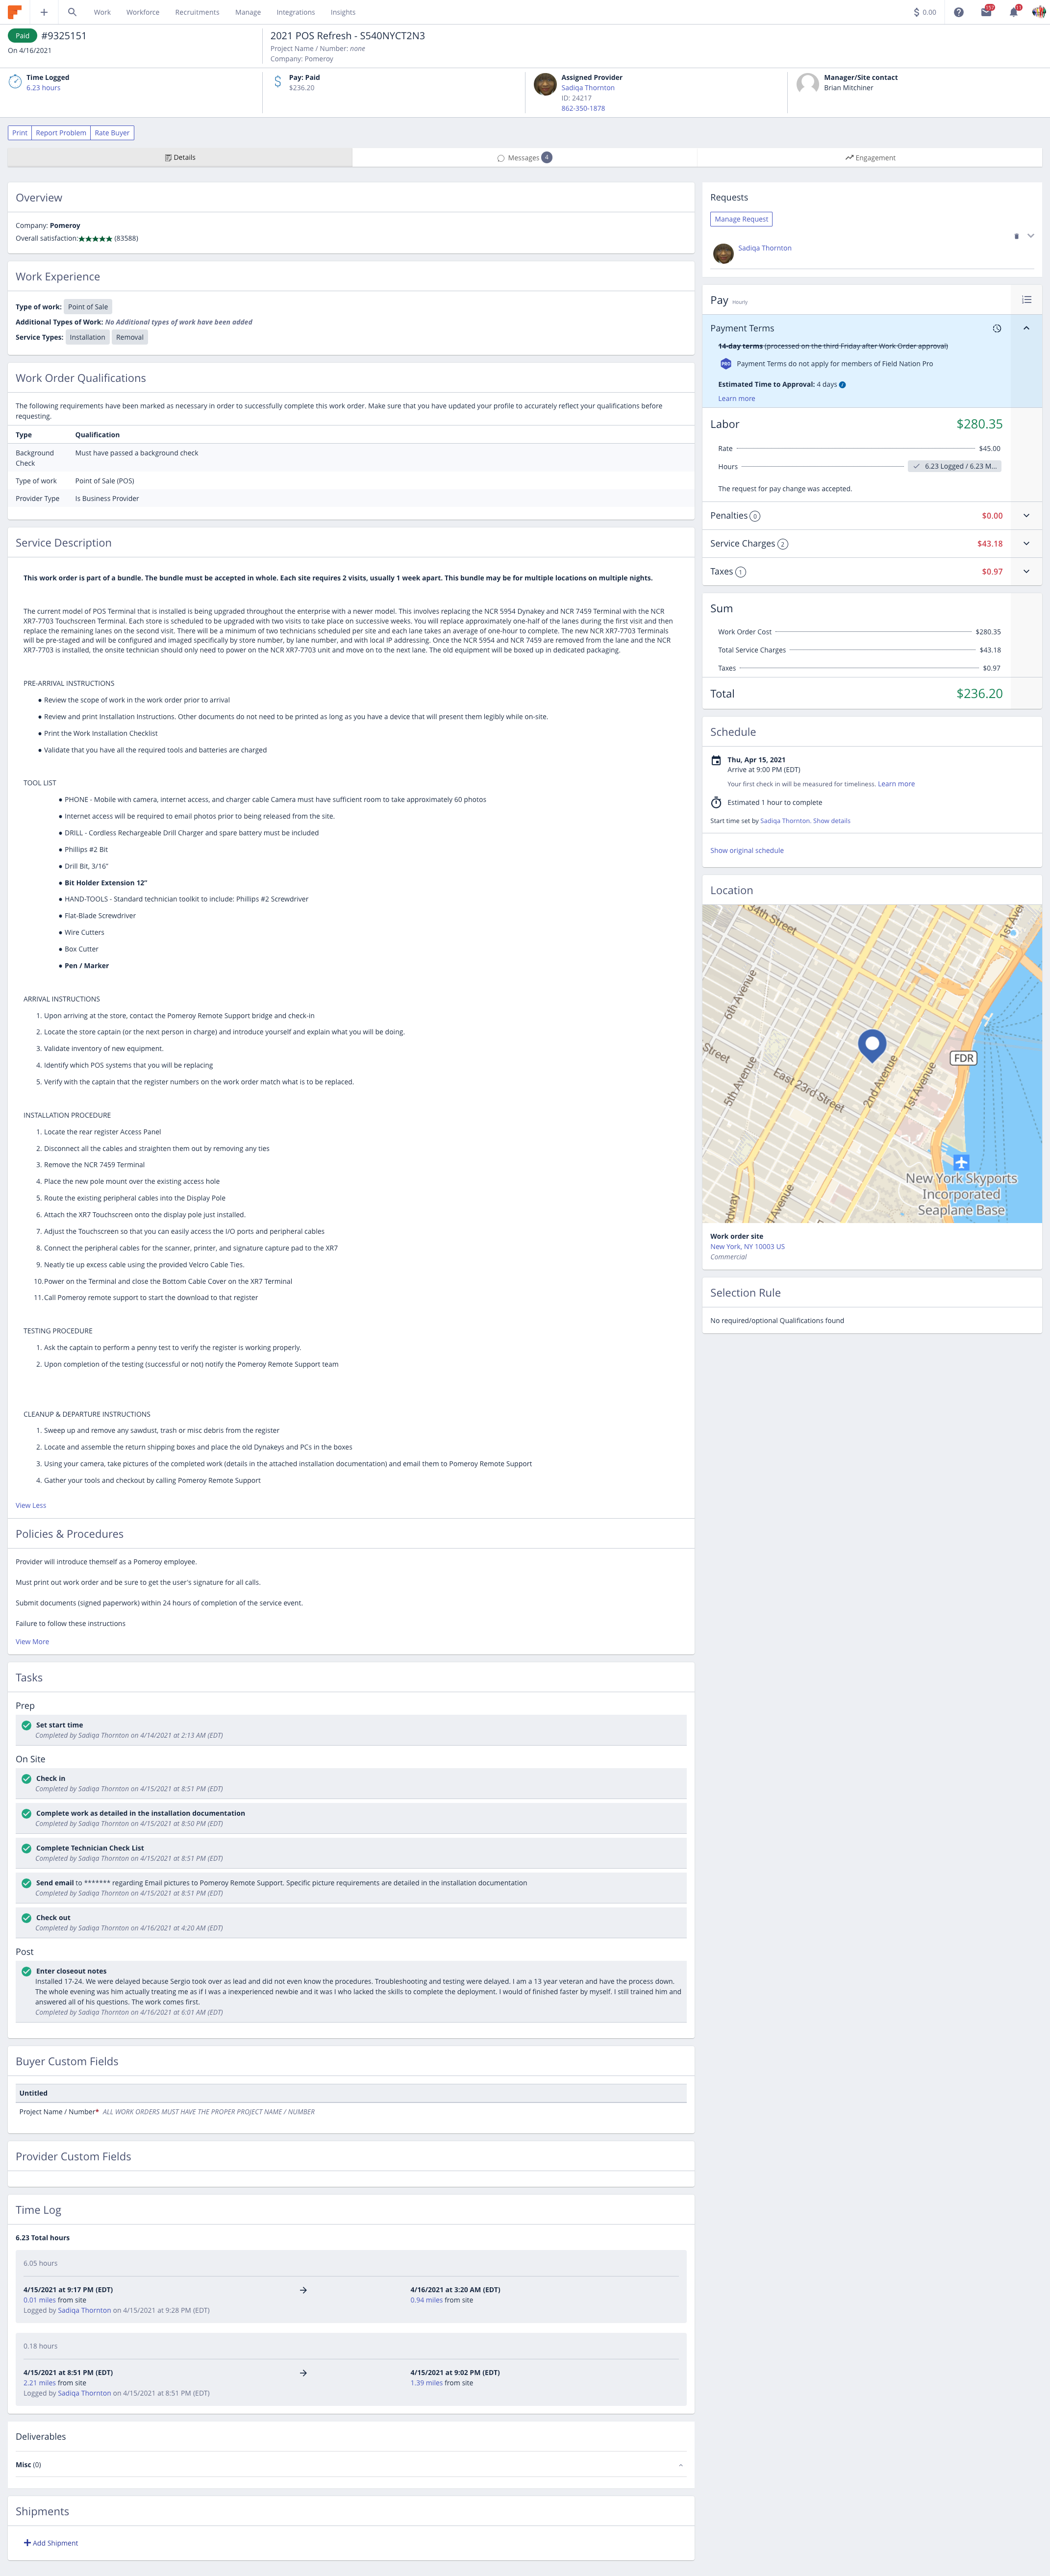 Work Workforce Recruitments Manage Integrations Insights
$ 0.00
Paid #9325151
On 4/16/2021
2021 POS Refresh - S540NYCT2N3
Project Name / Number: none
Company: Pomeroy
Time Logged
6.23 hours
Pay: Paid
$236.20
Assigned Provider
Sadiqa Thornton
ID: 24217
862-350-1878
Manager/Site contact
Brian Mitchiner
Print Report Problem Rate Buyer
Details
Messages 4
Engagement
Overview
Company: Pomeroy
Overall satisfaction: ★★★★★ (83588)
Work Experience
Type of work: Point of Sale
Additional Types of Work: No Additional types of work have been added
Service Types: Installation Removal
Work Order Qualifications
The following requirements have been marked as necessary in order to successfully complete this work order. Make sure that you have updated your profile to accurately reflect your qualifications before
requesting.
Type Qualification
Background
Check
Must have passed a background check
Type of work Point of Sale (POS)
Provider Type Is Business Provider
Service Description
This work order is part of a bundle. The bundle must be accepted in whole. Each site requires 2 visits, usually 1 week apart. This bundle may be for multiple locations on multiple nights.
The current model of POS Terminal that is installed is being upgraded throughout the enterprise with a newer model. This involves replacing the NCR 5954 Dynakey and NCR 7459 Terminal with the NCR
XR7-7703 Touchscreen Terminal. Each store is scheduled to be upgraded with two visits to take place on successive weeks. You will replace approximately one-half of the lanes during the first visit and then
replace the remaining lanes on the second visit. There will be a minimum of two technicians scheduled per site and each lane takes an average of one-hour to complete. The new NCR XR7-7703 Terminals
will be pre-staged and will be configured and imaged specifically by store number, by lane number, and with local IP addressing. Once the NCR 5954 and NCR 7459 are removed from the lane and the NCR
XR7-7703 is installed, the onsite technician should only need to power on the NCR XR7-7703 unit and move on to the next lane. The old equipment will be boxed up in dedicated packaging.
PRE-ARRIVAL INSTRUCTIONS
● Review the scope of work in the work order prior to arrival
● Review and print Installation Instructions. Other documents do not need to be printed as long as you have a device that will present them legibly while on-site.
● Print the Work Installation Checklist
● Validate that you have all the required tools and batteries are charged
TOOL LIST
● PHONE - Mobile with camera, internet access, and charger cable Camera must have sufficient room to take approximately 60 photos
● Internet access will be required to email photos prior to being released from the site.
● DRILL - Cordless Rechargeable Drill Charger and spare battery must be included
● Phillips #2 Bit
● Drill Bit, 3/16"
● Bit Holder Extension 12"
● HAND-TOOLS - Standard technician toolkit to include: Phillips #2 Screwdriver
● Flat-Blade Screwdriver
● Wire Cutters
● Box Cutter
● Pen / Marker
ARRIVAL INSTRUCTIONS
1. Upon arriving at the store, contact the Pomeroy Remote Support bridge and check-in
2. Locate the store captain (or the next person in charge) and introduce yourself and explain what you will be doing.
3. Validate inventory of new equipment.
4. Identify which POS systems that you will be replacing
5. Verify with the captain that the register numbers on the work order match what is to be replaced.
INSTALLATION PROCEDURE
1. Locate the rear register Access Panel
2. Disconnect all the cables and straighten them out by removing any ties
3. Remove the NCR 7459 Terminal
4. Place the new pole mount over the existing access hole
5. Route the existing peripheral cables into the Display Pole
6. Attach the XR7 Touchscreen onto the display pole just installed.
7. Adjust the Touchscreen so that you can easily access the I/O ports and peripheral cables
8. Connect the peripheral cables for the scanner, printer, and signature capture pad to the XR7
9. Neatly tie up excess cable using the provided Velcro Cable Ties.
10. Power on the Terminal and close the Bottom Cable Cover on the XR7 Terminal
11. Call Pomeroy remote support to start the download to that register
TESTING PROCEDURE
1. Ask the captain to perform a penny test to verify the register is working properly.
2. Upon completion of the testing (successful or not) notify the Pomeroy Remote Support team
CLEANUP & DEPARTURE INSTRUCTIONS
1. Sweep up and remove any sawdust, trash or misc debris from the register
2. Locate and assemble the return shipping boxes and place the old Dynakeys and PCs in the boxes
3. Using your camera, take pictures of the completed work (details in the attached installation documentation) and email them to Pomeroy Remote Support
4. Gather your tools and checkout by calling Pomeroy Remote Support
View Less
Policies & Procedures
Provider will introduce themself as a Pomeroy employee.
Must print out work order and be sure to get the user's signature for all calls.
Submit documents (signed paperwork) within 24 hours of completion of the service event.
Failure to follow these instructions
View More
Tasks
Prep
Set start time
Completed by Sadiqa Thornton on 4/14/2021 at 2:13 AM (EDT)
On Site
Check in
Completed by Sadiqa Thornton on 4/15/2021 at 8:51 PM (EDT)
Complete work as detailed in the installation documentation
Completed by Sadiqa Thornton on 4/15/2021 at 8:50 PM (EDT)
Complete Technician Check List
Completed by Sadiqa Thornton on 4/15/2021 at 8:51 PM (EDT)
Send email to ******* regarding Email pictures to Pomeroy Remote Support. Specific picture requirements are detailed in the installation documentation
Completed by Sadiqa Thornton on 4/15/2021 at 8:51 PM (EDT)
Check out
Completed by Sadiqa Thornton on 4/16/2021 at 4:20 AM (EDT)
Post
Enter closeout notes
Installed 17-24. We were delayed because Sergio took over as lead and did not even know the procedures. Troubleshooting and testing were delayed. I am a 13 year veteran and have the process down.
The whole evening was him actually treating me as if I was a inexperienced newbie and it was I who lacked the skills to complete the deployment. I would of finished faster by myself. I still trained him and
answered all of his questions. The work comes first.
Completed by Sadiqa Thornton on 4/16/2021 at 6:01 AM (EDT)
Buyer Custom Fields
Untitled
Project Name / Number* ALL WORK ORDERS MUST HAVE THE PROPER PROJECT NAME / NUMBER
Provider Custom Fields
Time Log
6.23 Total hours
6.05 hours
4/15/2021 at 9:17 PM (EDT) → 4/16/2021 at 3:20 AM (EDT)
0.01 miles from site 0.94 miles from site
Logged by Sadiqa Thornton on 4/15/2021 at 9:28 PM (EDT)
0.18 hours
4/15/2021 at 8:51 PM (EDT) → 4/15/2021 at 9:02 PM (EDT)
2.21 miles from site 1.39 miles from site
Logged by Sadiqa Thornton on 4/15/2021 at 8:51 PM (EDT)
Deliverables
Misc (0)
Shipments
+ Add Shipment
Requests
Manage Request
Sadiqa Thornton
Pay Hourly
Payment Terms
14-day terms (processed on the third Friday after Work Order approval)
PRO Payment Terms do not apply for members of Field Nation Pro
Estimated Time to Approval: 4 days
Learn more
Labor $280.35
Rate $45.00
Hours 6.23 Logged / 6.23 M...
The request for pay change was accepted.
Penalties 0 $0.00
Service Charges 2 $43.18
Taxes 1 $0.97
Sum
Work Order Cost $280.35
Total Service Charges $43.18
Taxes $0.97
Total $236.20
Schedule
Thu, Apr 15, 2021
Arrive at 9:00 PM (EDT)
Your first check in will be measured for timeliness. Learn more
Estimated 1 hour to complete
Start time set by Sadiqa Thornton. Show details
Show original schedule
Location
34th Street
1st Aven
6th Avenue
Street
5th Avenue
East 23rd Street
2nd Avenue
1st Avenue
FDR
New York Skyports
Incorporated
Seaplane Base
dway
d Avenue
Work order site
New York, NY 10003 US
Commercial
Selection Rule
No required/optional Qualifications found